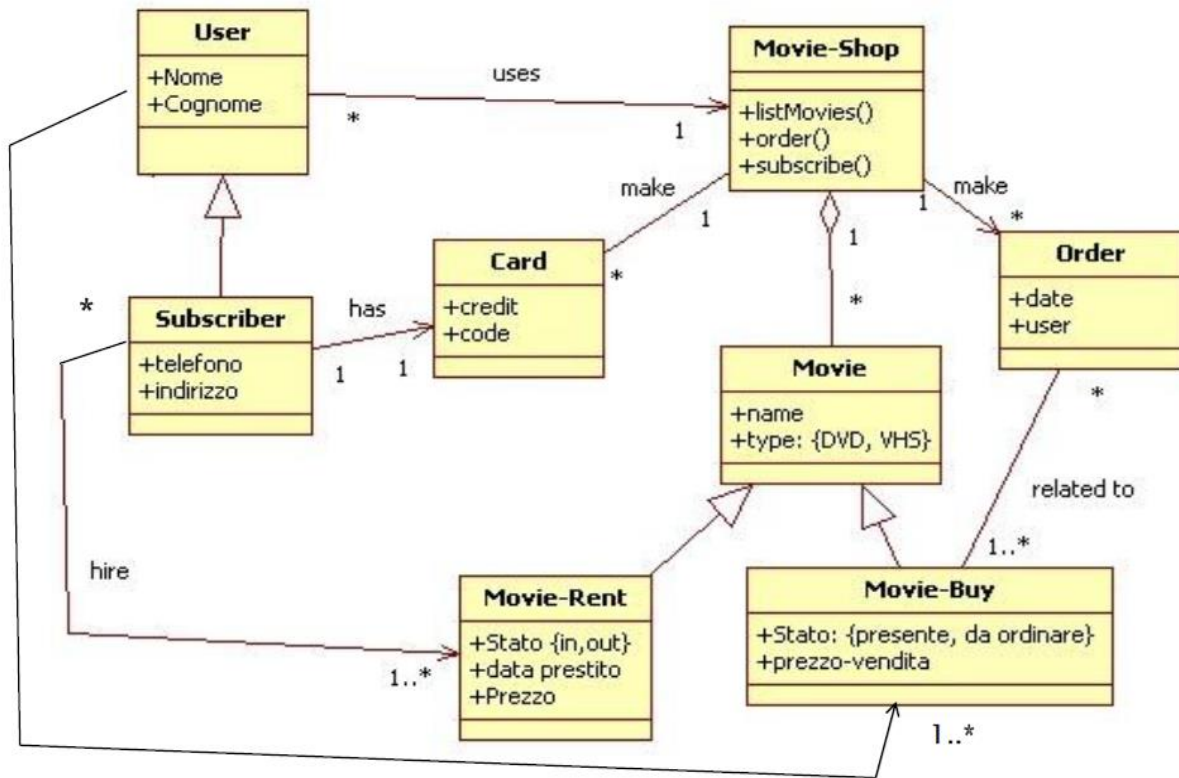 User
+Nome
+Cognome
uses
*
1
Movie-Shop
+listMovies()
+order()
+subscribe()
make
1
*
make
1
*
1
*
Order
+date
+user
Card
+credit
+code
has
1
1
*
Subscriber
+telefono
+indirizzo
Movie
+name
+type: {DVD, VHS}
*
related to
1..*
hire
1..*
Movie-Rent
+Stato {in,out}
+data prestito
+Prezzo
Movie-Buy
+Stato: {presente, da ordinare}
+prezzo-vendita
1..*